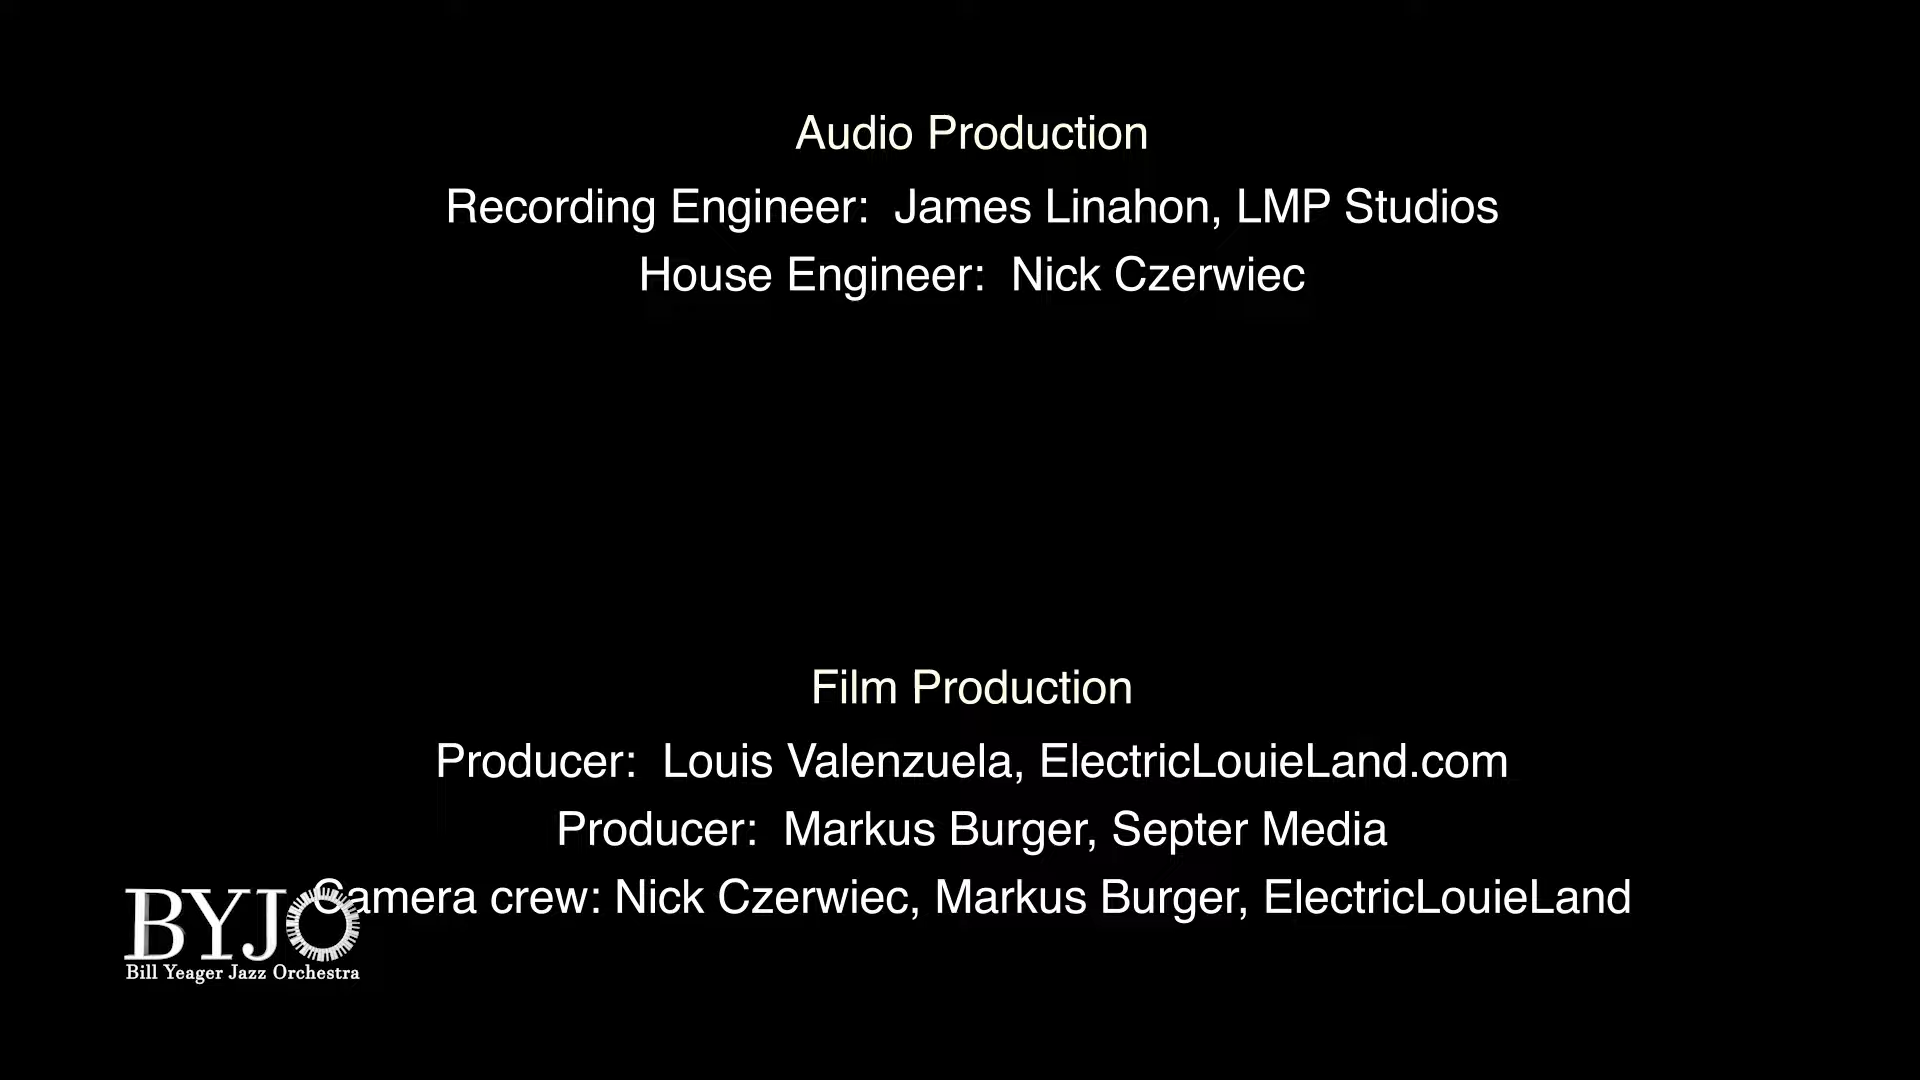 Audio Production
Recording Engineer:  James Linahon, LMP Studios
House Engineer:  Nick Czerwiec
Film Production
Producer:  Louis Valenzuela, ElectricLouieLand.com
Producer:  Markus Burger, Septer Media
Camera crew: Nick Czerwiec, Markus Burger, ElectricLouieLand
BYJO
Bill Yeager Jazz Orchestra